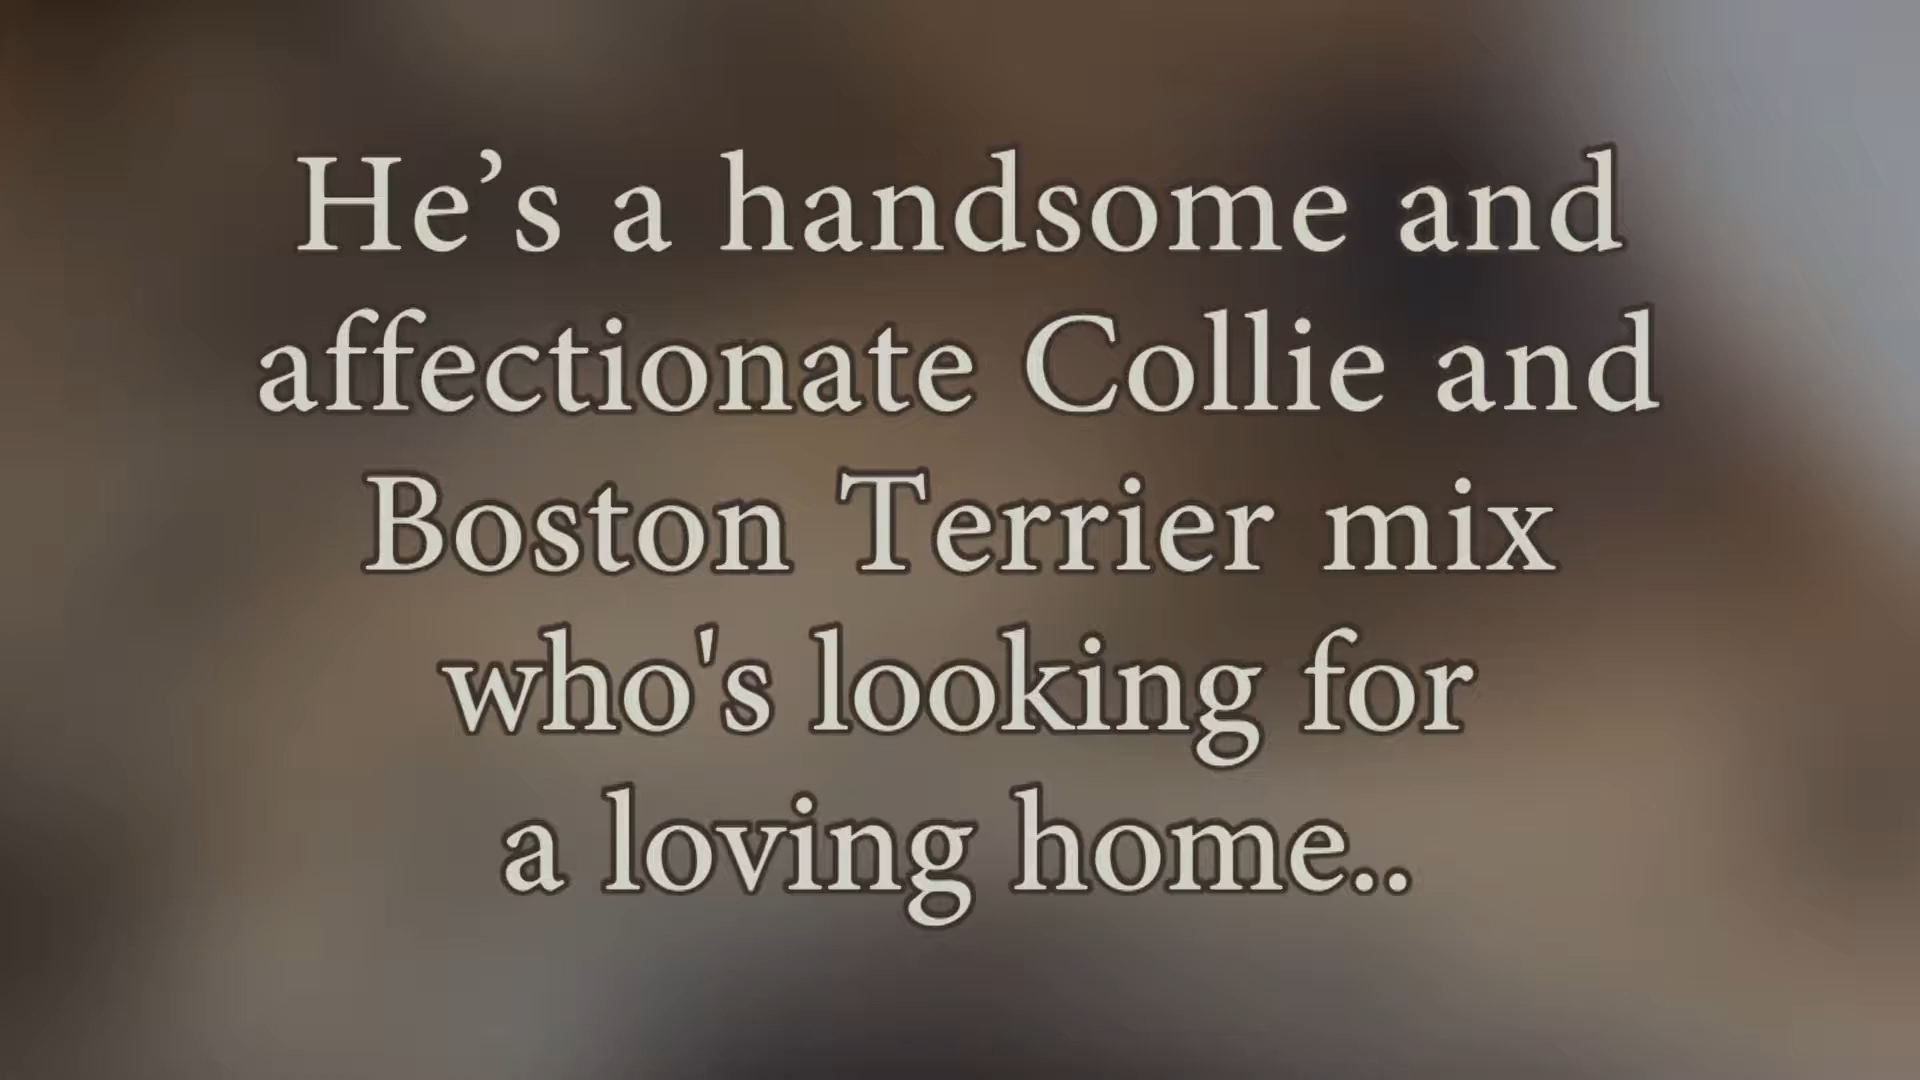 He’s a handsome and
affectionate Collie and
Boston Terrier mix
who's looking for
a loving home..